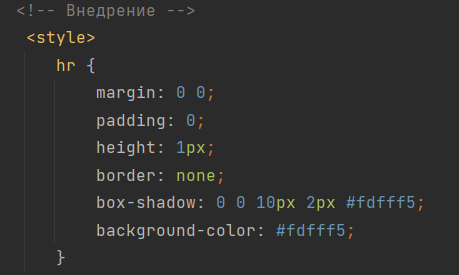 <!-- Внедрение -->
<style>
hr {
margin: 0 0;
padding: 0;
height: 1px;
border: none;
box-shadow: 0 0 10px 2px #fdfff5;
background-color: #fdfff5;
}